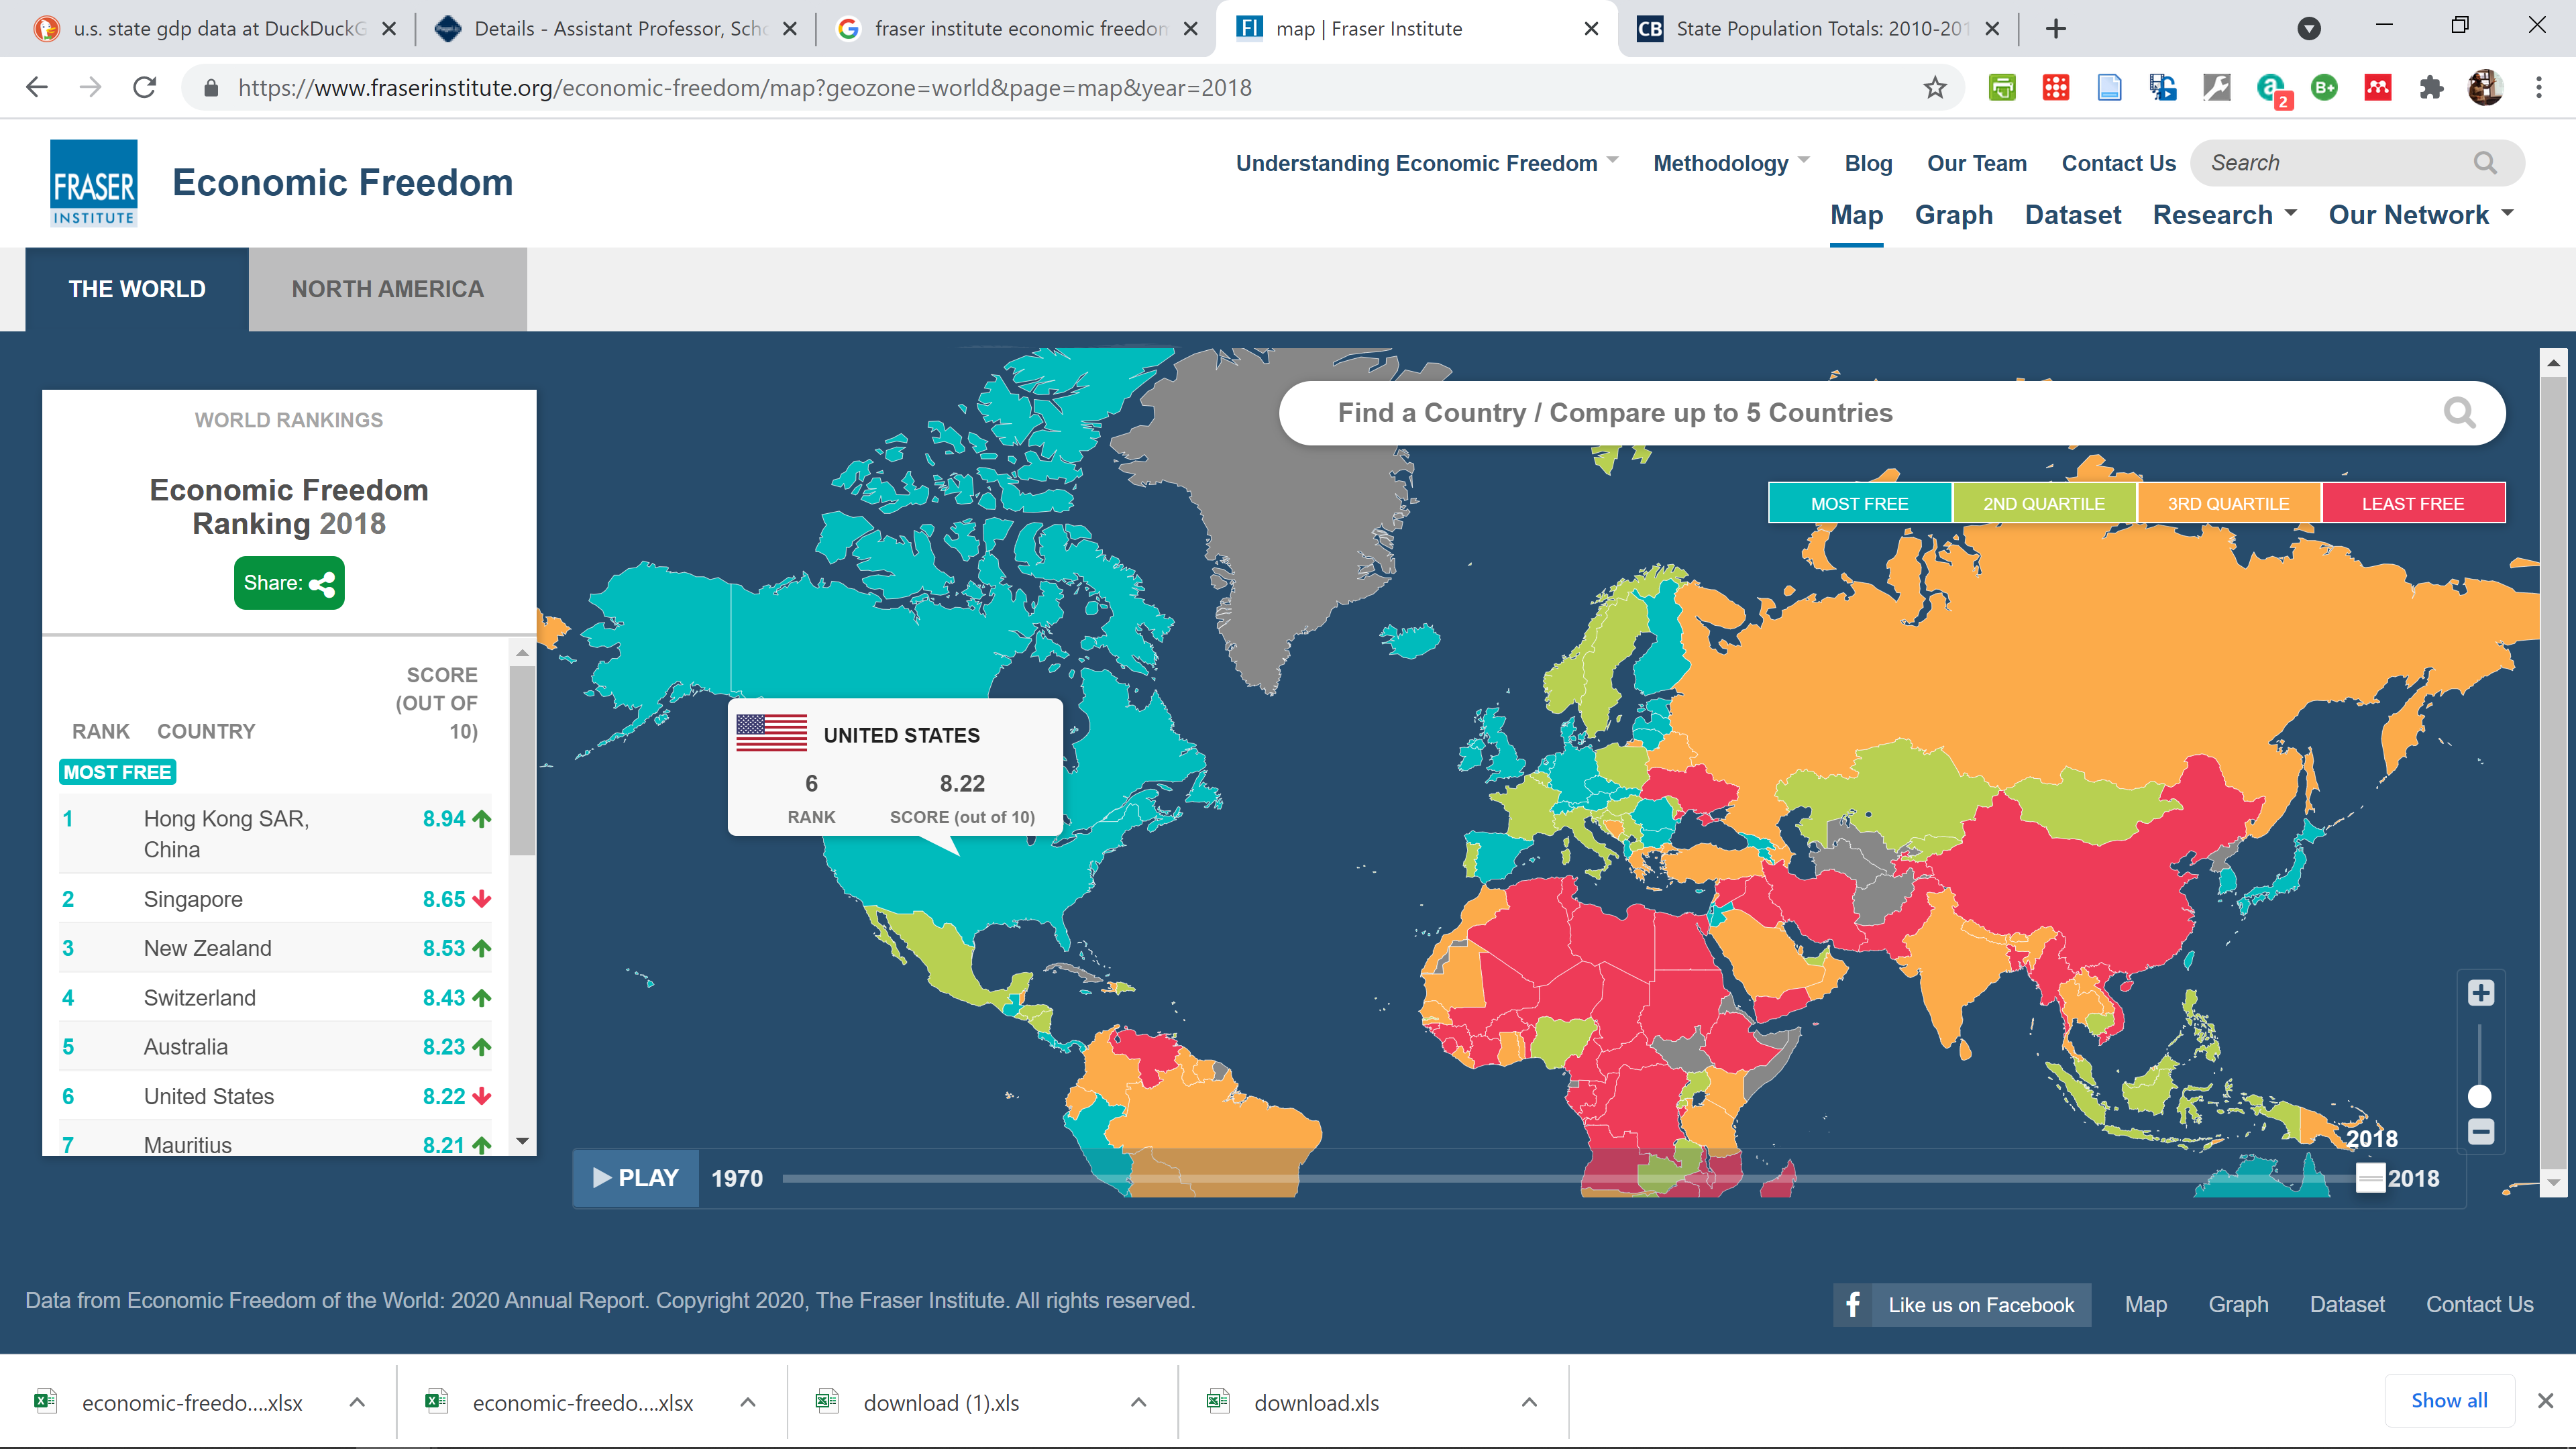 u.s. state gdp data at DuckDuckG
Details - Assistant Professor, Scho
fraser institute economic freedom
map | Fraser Institute
CB State Population Totals: 2010-201
https://www.fraserinstitute.org/economic-freedom/map?geozone=world&page=map&year=2018
2
B+
FRASER
INSTITUTE
Economic Freedom
Understanding Economic Freedom Methodology Blog Our Team Contact Us Search
Map Graph Dataset Research Our Network
THE WORLD NORTH AMERICA
WORLD RANKINGS
Economic Freedom
Ranking 2018
Share:
RANK COUNTRY SCORE
(OUT OF
10)
MOST FREE
1 Hong Kong SAR,
China 8.94
2 Singapore 8.65
3 New Zealand 8.53
4 Switzerland 8.43
5 Australia 8.23
6 United States 8.22
7 Mauritius 8.21
Find a Country / Compare up to 5 Countries
MOST FREE 2ND QUARTILE 3RD QUARTILE LEAST FREE
UNITED STATES
6 8.22
RANK SCORE (out of 10)
2018
PLAY 1970 2018
Data from Economic Freedom of the World: 2020 Annual Report. Copyright 2020, The Fraser Institute. All rights reserved.
f Like us on Facebook Map Graph Dataset Contact Us
economic-freedo....xlsx
economic-freedo....xlsx
download (1).xls
download.xls
Show all